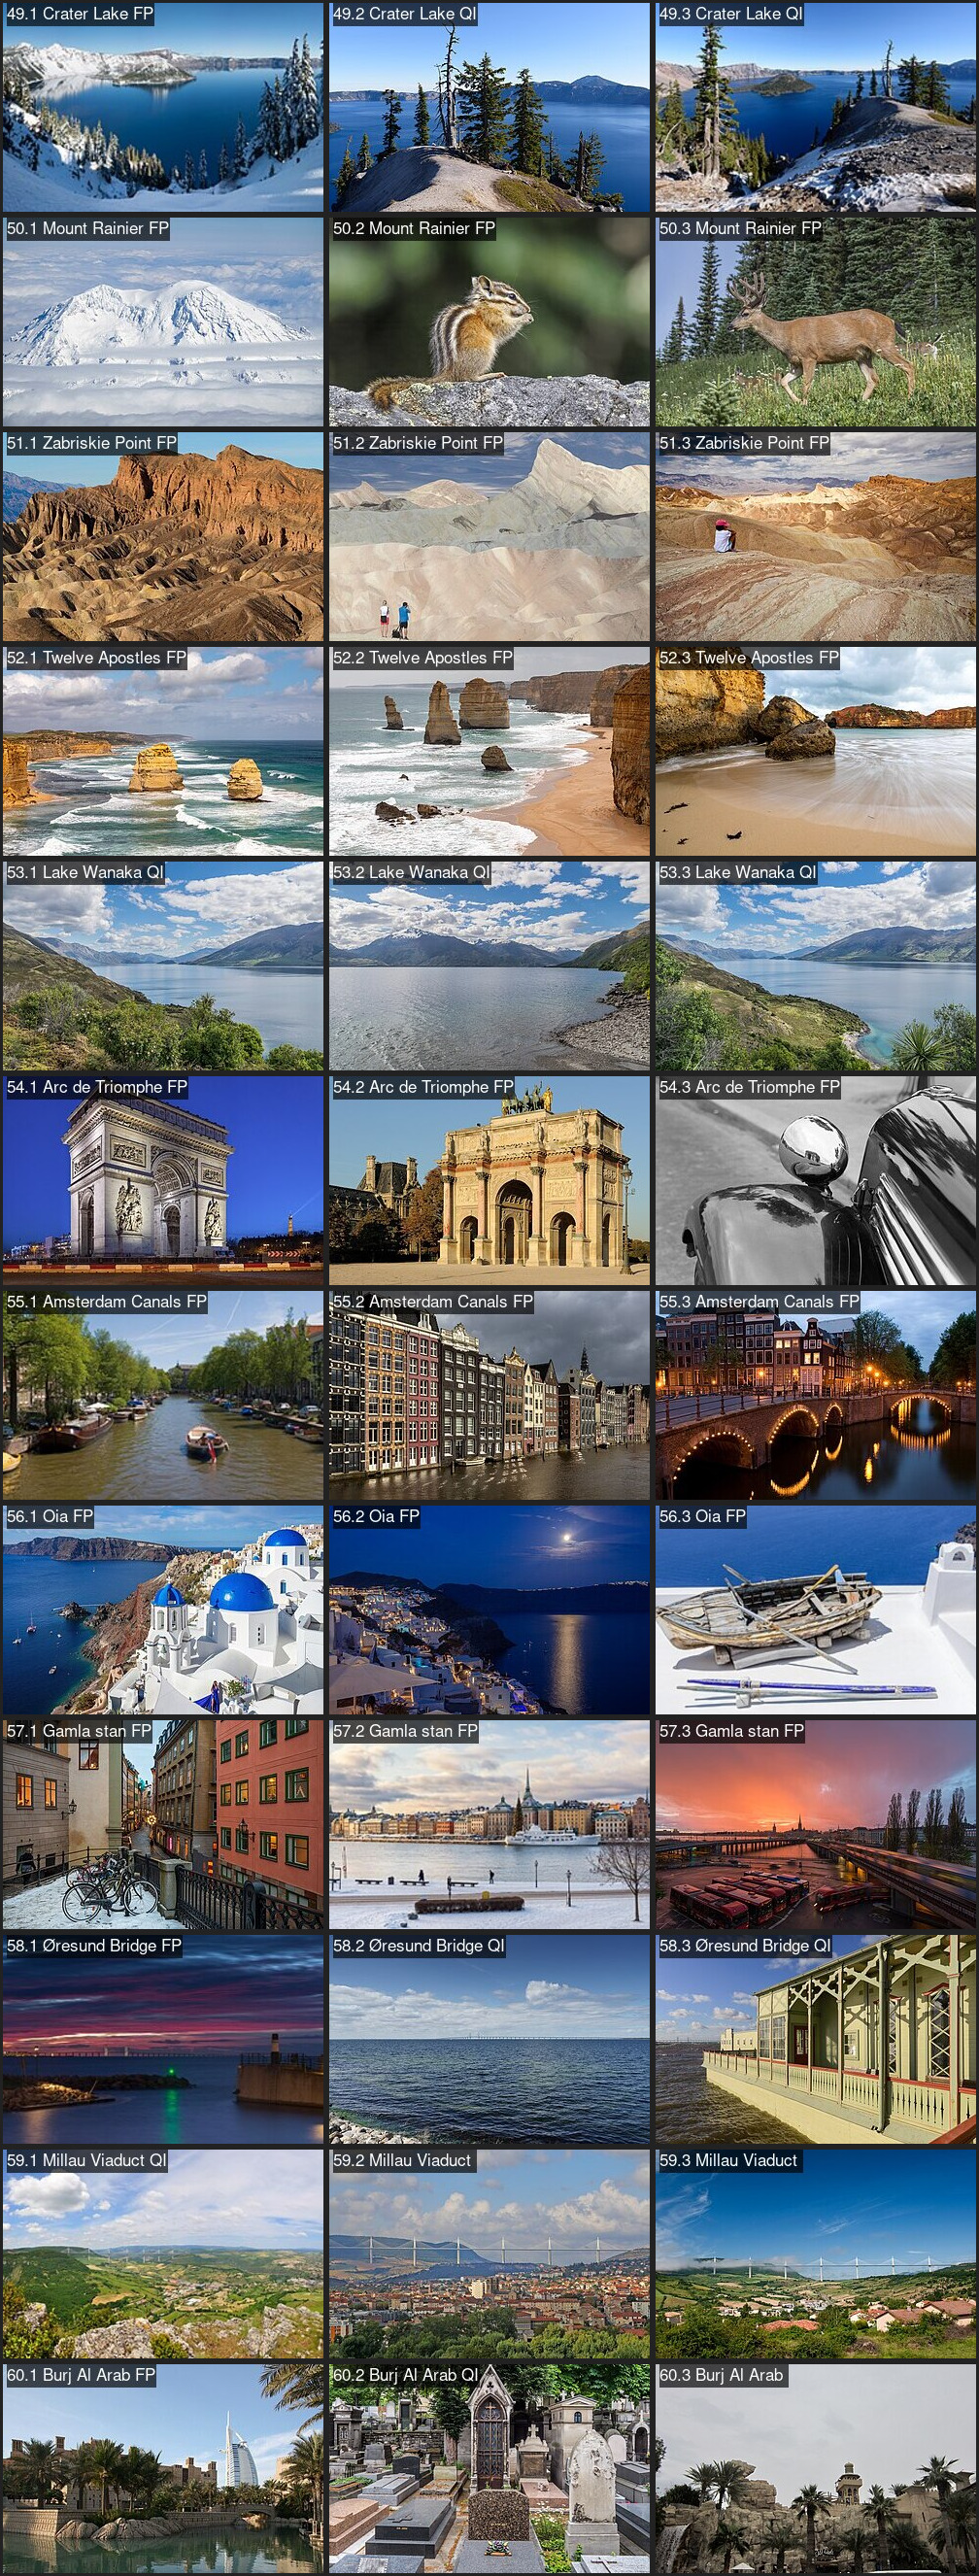 49.1 Crater Lake FP
49.2 Crater Lake QI
49.3 Crater Lake QI
50.1 Mount Rainier FP
50.2 Mount Rainier FP
50.3 Mount Rainier FP
51.1 Zabriskie Point FP
51.2 Zabriskie Point FP
51.3 Zabriskie Point FP
52.1 Twelve Apostles FP
52.2 Twelve Apostles FP
52.3 Twelve Apostles FP
53.1 Lake Wanaka QI
53.2 Lake Wanaka QI
53.3 Lake Wanaka QI
54.1 Arc de Triomphe FP
54.2 Arc de Triomphe FP
54.3 Arc de Triomphe FP
55.1 Amsterdam Canals FP
55.2 Amsterdam Canals FP
55.3 Amsterdam Canals FP
56.1 Oia FP
56.2 Oia FP
56.3 Oia FP
57.1 Gamla stan FP
57.2 Gamla stan FP
57.3 Gamla stan FP
58.1 Øresund Bridge FP
58.2 Øresund Bridge QI
58.3 Øresund Bridge QI
59.1 Millau Viaduct QI
59.2 Millau Viaduct
59.3 Millau Viaduct
60.1 Burj Al Arab FP
60.2 Burj Al Arab QI
60.3 Burj Al Arab